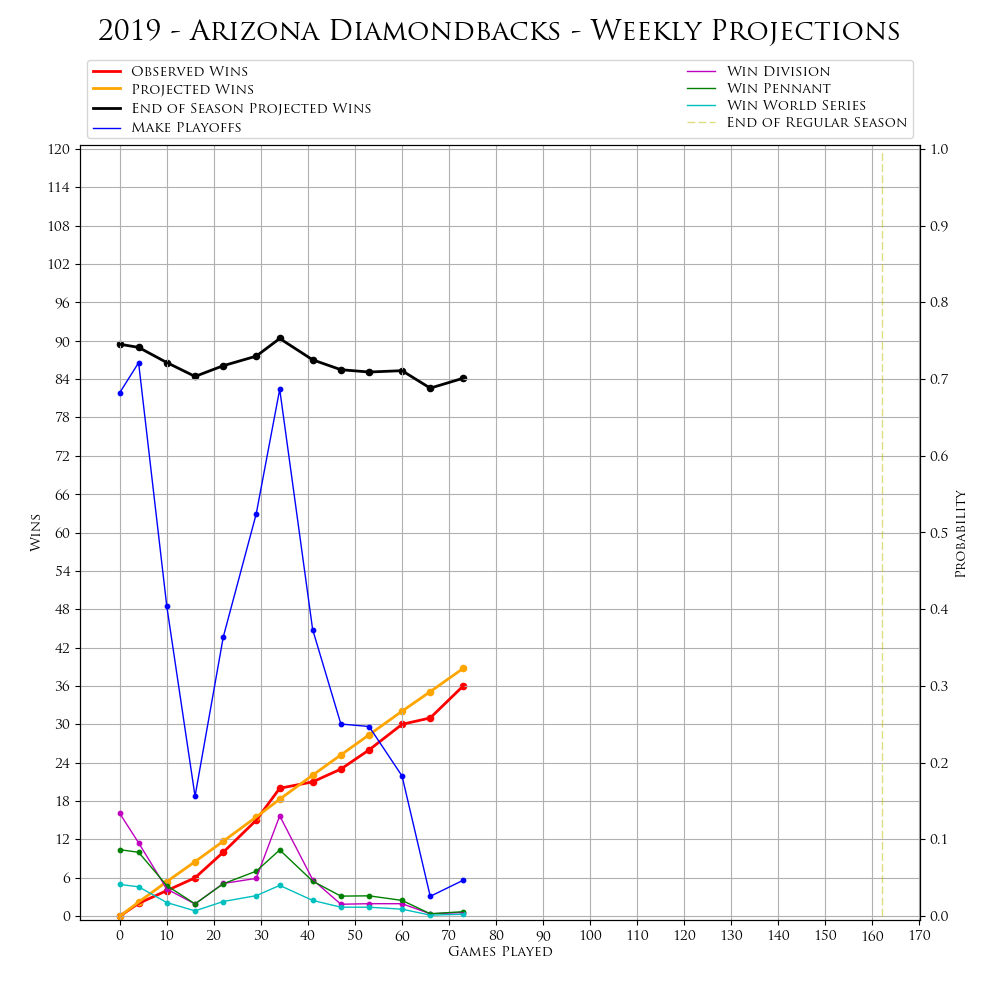 2019 - Arizona Diamondbacks - Weekly Projections
Observed Wins
Projected Wins
End of Season Projected Wins
Make Playoffs
Win Division
Win Pennant
Win World Series
End of Regular Season
120
114
108
102
96
90
84
78
72
66
60
54
48
42
36
30
24
18
12
6
0
Wins
1.0
0.9
0.8
0.7
0.6
0.5
0.4
0.3
0.2
0.1
0.0
Probability
0 10 20 30 40 50 60 70 80 90 100 110 120 130 140 150 160 170
Games Played